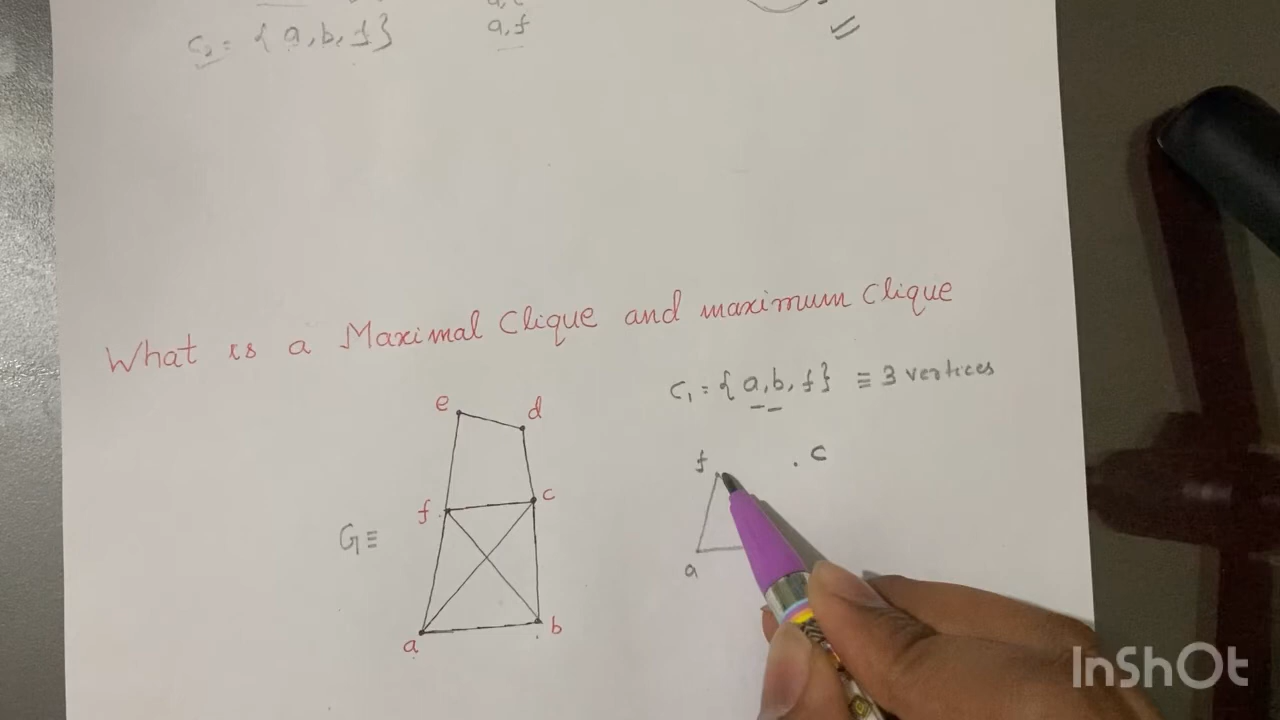 C₂ = { a, b, f }
a, f
What is a Maximal Clique and maximum Clique
C₁ = { a, b, f } ≡ 3 vertices
e
d
f
. c
f
c
G ≡
a
a
b
InShOt